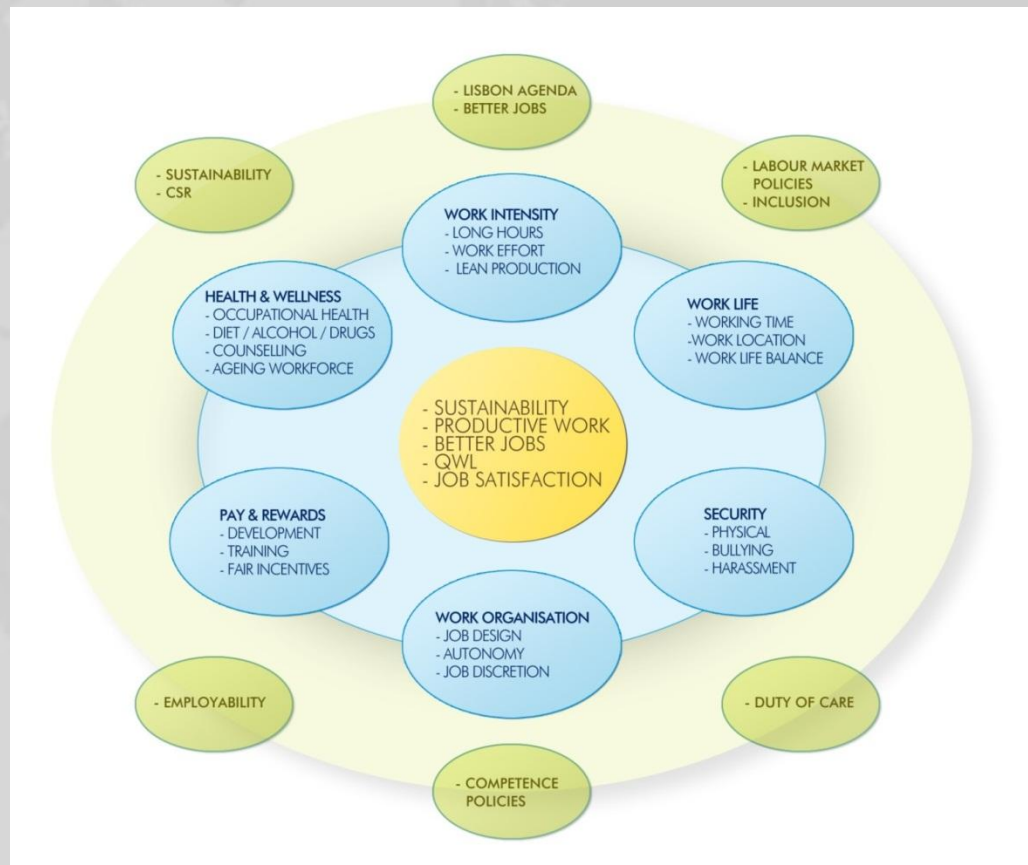 - LISBON AGENDA
- BETTER JOBS
- SUSTAINABILITY
- CSR
- LABOUR MARKET
POLICIES
- INCLUSION
WORK INTENSITY
- LONG HOURS
- WORK EFFORT
- LEAN PRODUCTION
HEALTH & WELLNESS
- OCCUPATIONAL HEALTH
- DIET / ALCOHOL / DRUGS
- COUNSELLING
- AGEING WORKFORCE
WORK LIFE
- WORKING TIME
-WORK LOCATION
- WORK LIFE BALANCE
- SUSTAINABILITY
- PRODUCTIVE WORK
- BETTER JOBS
- QWL
- JOB SATISFACTION
PAY & REWARDS
- DEVELOPMENT
- TRAINING
- FAIR INCENTIVES
SECURITY
- PHYSICAL
- BULLYING
- HARASSMENT
WORK ORGANISATION
- JOB DESIGN
- AUTONOMY
- JOB DISCRETION
- EMPLOYABILITY
- DUTY OF CARE
- COMPETENCE
POLICIES